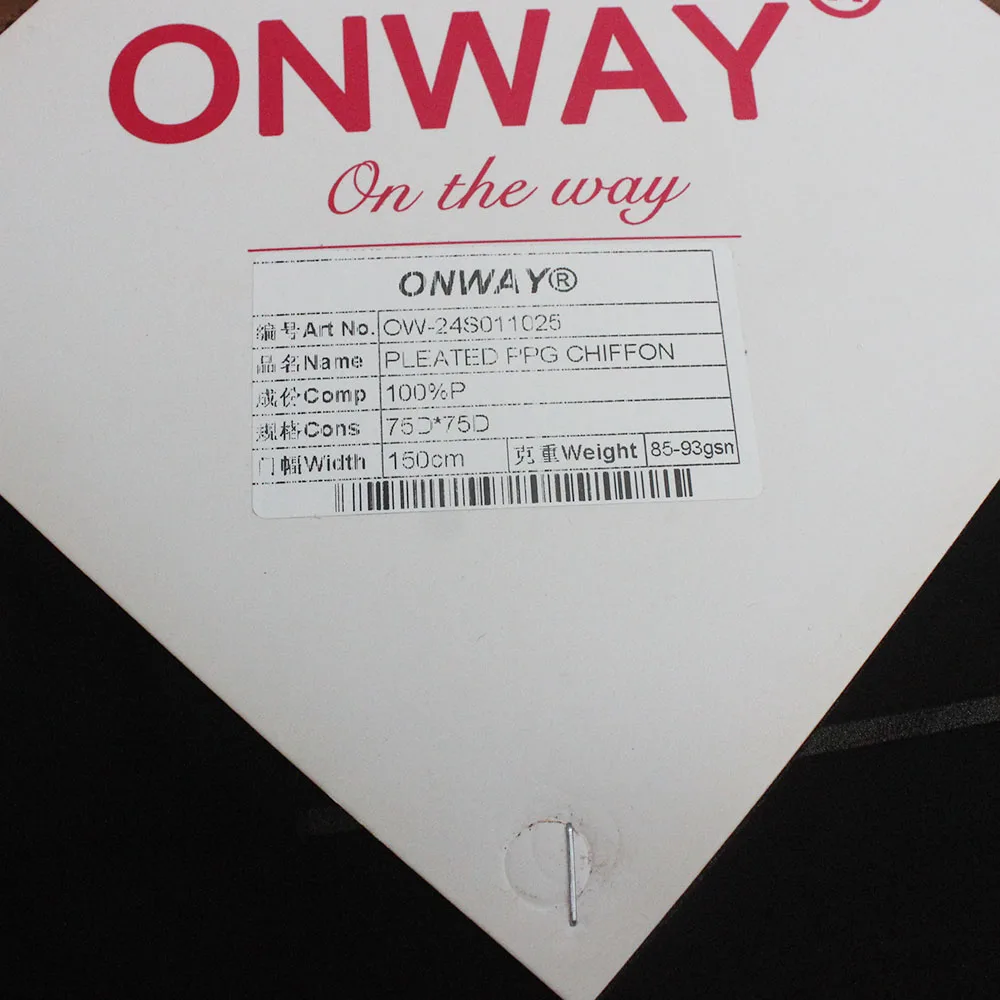 ONWAY®
On the way
ONWAY®
编号Art No. OW-24S011025
品名Name PLEATED PPG CHIFFON
成份Comp 100%P
规格Cons 75D*75D
门幅Width 150cm 克重Weight 85-93gsm